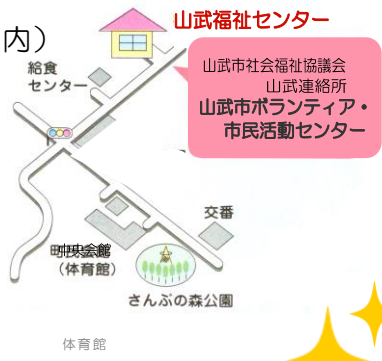 内）
山武福祉センター
山武市社会福祉協議会
山武連絡所
山武市ボランティア・
市民活動センター
給食
センター
交番
中央会館
（体育館）
さんぶの森公園
体育館